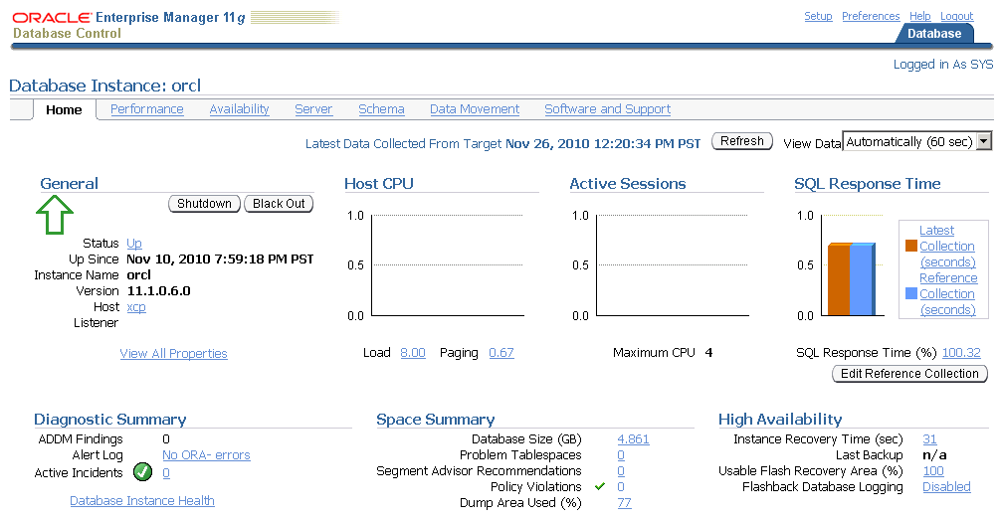 ORACLE Enterprise Manager 11g
Database Control
Setup Preferences Help Logout
Database
Logged in As SYS
Database Instance: orcl
Home Performance Availability Server Schema Data Movement Software and Support
Latest Data Collected From Target Nov 26, 2010 12:20:34 PM PST Refresh View Data Automatically (60 sec)
General
Shutdown Black Out
Status Up
Up Since Nov 10, 2010 7:59:18 PM PST
Instance Name orcl
Version 11.1.0.6.0
Host xcp
Listener
View All Properties
Host CPU
1.0
0.5
0.0
Load 8.00 Paging 0.67
Active Sessions
1.0
0.5
0.0
Maximum CPU 4
SQL Response Time
1.0
0.5
0.0
Latest
Collection
(seconds)
Reference
Collection
(seconds)
SQL Response Time (%) 100.32
Edit Reference Collection
Diagnostic Summary
ADDM Findings 0
Alert Log No ORA- errors
Active Incidents 0
Database Instance Health
Space Summary
Database Size (GB) 4.861
Problem Tablespaces 0
Segment Advisor Recommendations 0
Policy Violations 0
Dump Area Used (%) 77
High Availability
Instance Recovery Time (sec) 31
Last Backup n/a
Usable Flash Recovery Area (%) 100
Flashback Database Logging Disabled